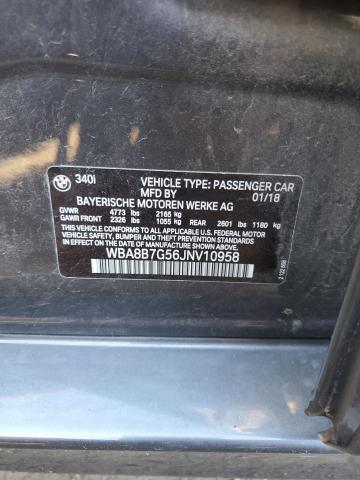 340i VEHICLE TYPE: PASSENGER CAR
MFD BY 01/18
BAYERISCHE MOTOREN WERKE AG
GVWR 4773 lbs 2165 kg
GAWR FRONT 2326 lbs 1055 kg REAR 2601 lbs 1180 kg
THIS VEHICLE CONFORMS TO ALL APPLICABLE U.S. FEDERAL MOTOR
VEHICLE SAFETY, BUMPER, AND THEFT PREVENTION STANDARDS
IN EFFECT ON THE DATE OF MANUFACTURE SHOWN ABOVE.
WBA8B7G56JNV10958